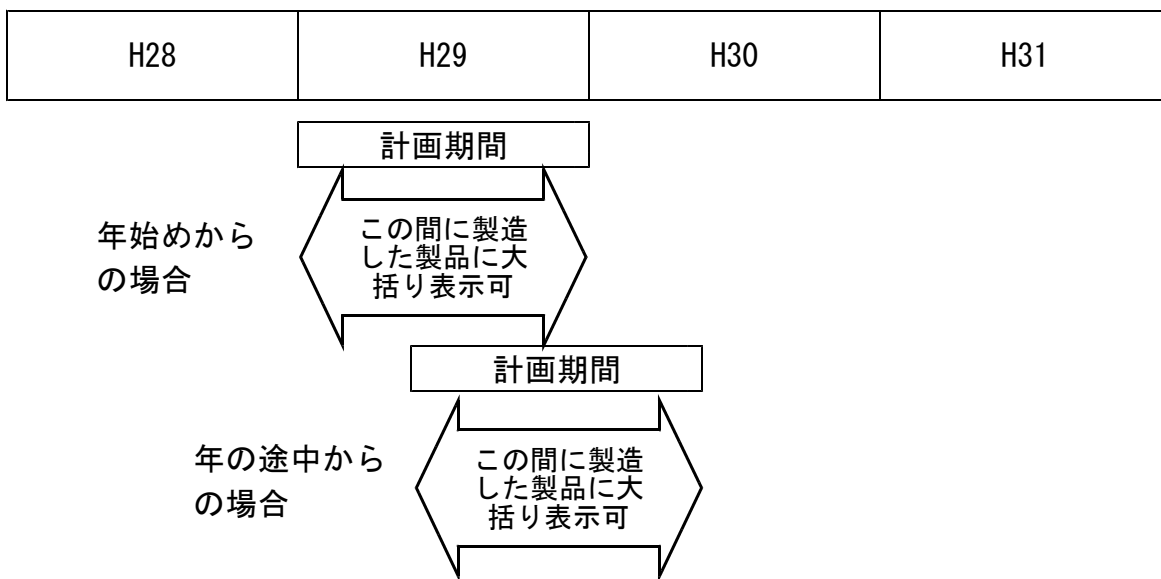 H28 H29 H30 H31
計画期間
年始めから
の場合
この間に製造
した製品に大
括り表示可
計画期間
年の途中から
の場合
この間に製造
した製品に大
括り表示可